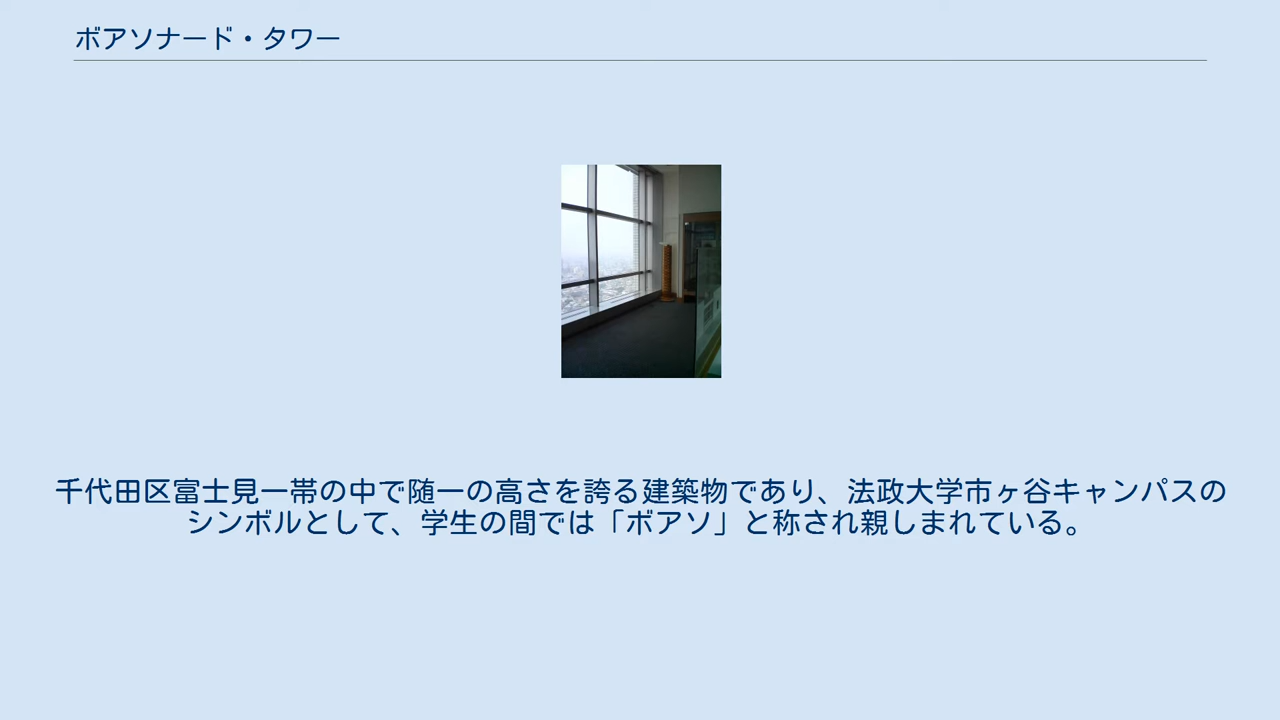 ボアソナード・タワー
千代田区富士見一帯の中で随一の高さを誇る建築物であり、法政大学市ヶ谷キャンパスの
シンボルとして、学生の間では「ボアソ」と称され親しまれている。